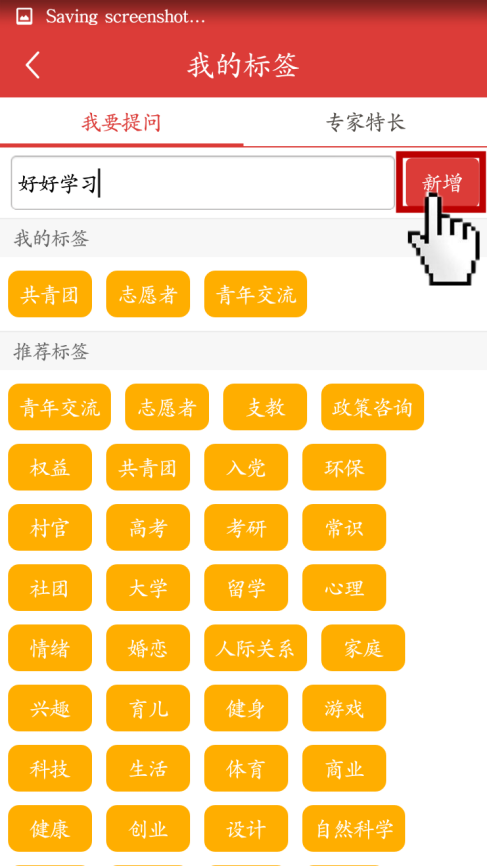 Saving screenshot...
我的标签
我要提问 专家特长
好好学习 新增
我的标签
共青团 志愿者 青年交流
推荐标签
青年交流 志愿者 支教 政策咨询
权益 共青团 入党 环保
村官 高考 考研 常识
社团 大学 留学 心理
情绪 婚恋 人际关系 家庭
兴趣 育儿 健身 游戏
科技 生活 体育 商业
健康 创业 设计 自然科学